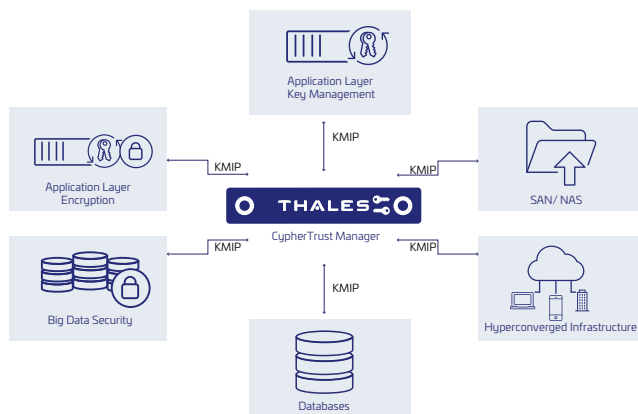 Application Layer
Key Management
KMIP
KMIP
KMIP
Application Layer
Encryption
SAN/ NAS
THALES
CypherTrust Manager
KMIP
KMIP
KMIP
Big Data Security
Hyperconverged Infrastructure
Databases